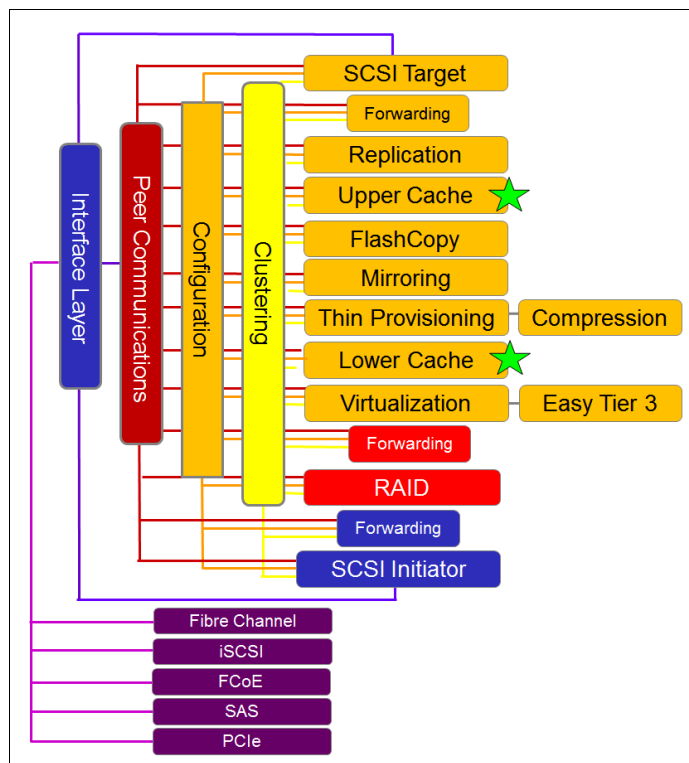 SCSI Target
Forwarding
Replication
Upper Cache
FlashCopy
Mirroring
Thin Provisioning
Compression
Lower Cache
Virtualization
Easy Tier 3
Forwarding
RAID
Forwarding
SCSI Initiator
Interface Layer
Peer Communications
Configuration
Clustering
Fibre Channel
iSCSI
FCoE
SAS
PCIe